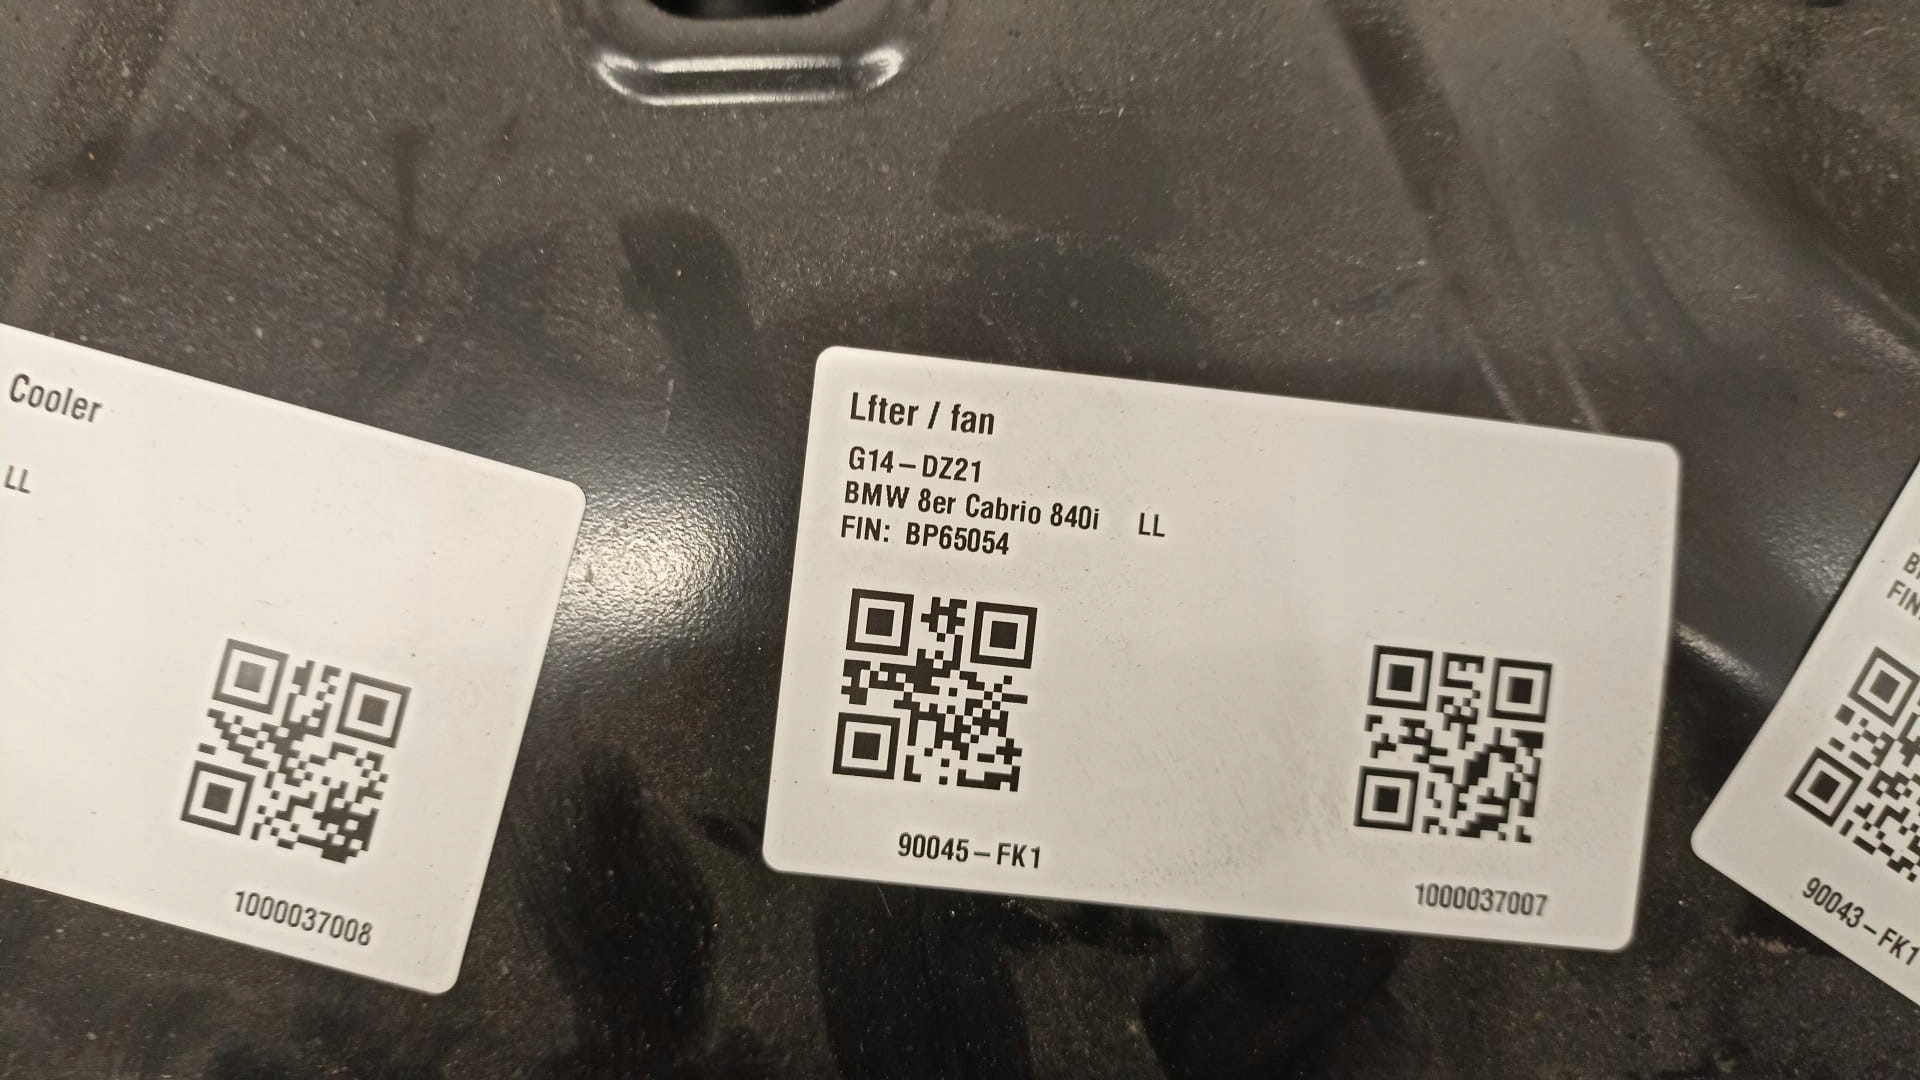 Cooler
LL
1000037008
Lfter / fan
G14-DZ21
BMW 8er Cabrio 840i LL
FIN: BP65054
90045-FK1
1000037007
FIN
90043-FK1